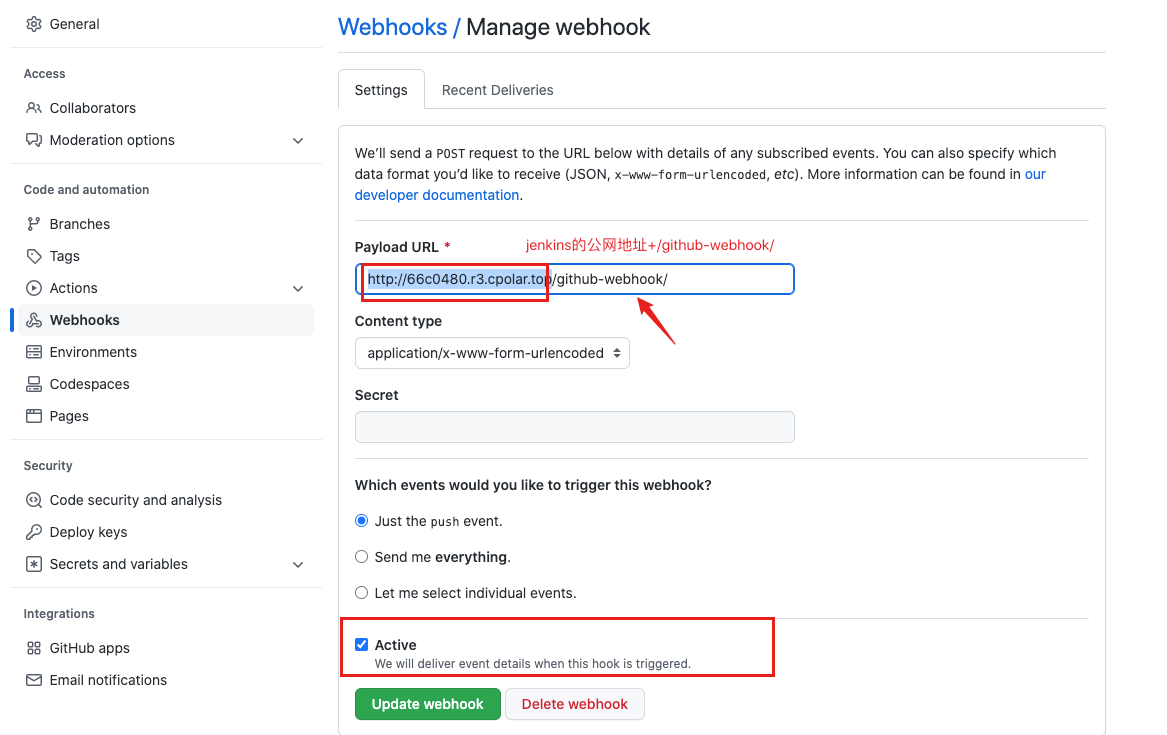 General
Access
Collaborators
Moderation options
Code and automation
Branches
Tags
Actions
Webhooks
Environments
Codespaces
Pages
Security
Code security and analysis
Deploy keys
Secrets and variables
Integrations
GitHub apps
Email notifications
Webhooks / Manage webhook
Settings
Recent Deliveries
We’ll send a POST request to the URL below with details of any subscribed events. You can also specify which
data format you’d like to receive (JSON, x-www-form-urlencoded, etc). More information can be found in our
developer documentation.
Payload URL *
jenkins的公网地址+/github-webhook/
http://66c0480.r3.cpolar.top/github-webhook/
Content type
application/x-www-form-urlencoded
Secret
Which events would you like to trigger this webhook?
Just the push event.
Send me everything.
Let me select individual events.
Active
We will deliver event details when this hook is triggered.
Update webhook
Delete webhook